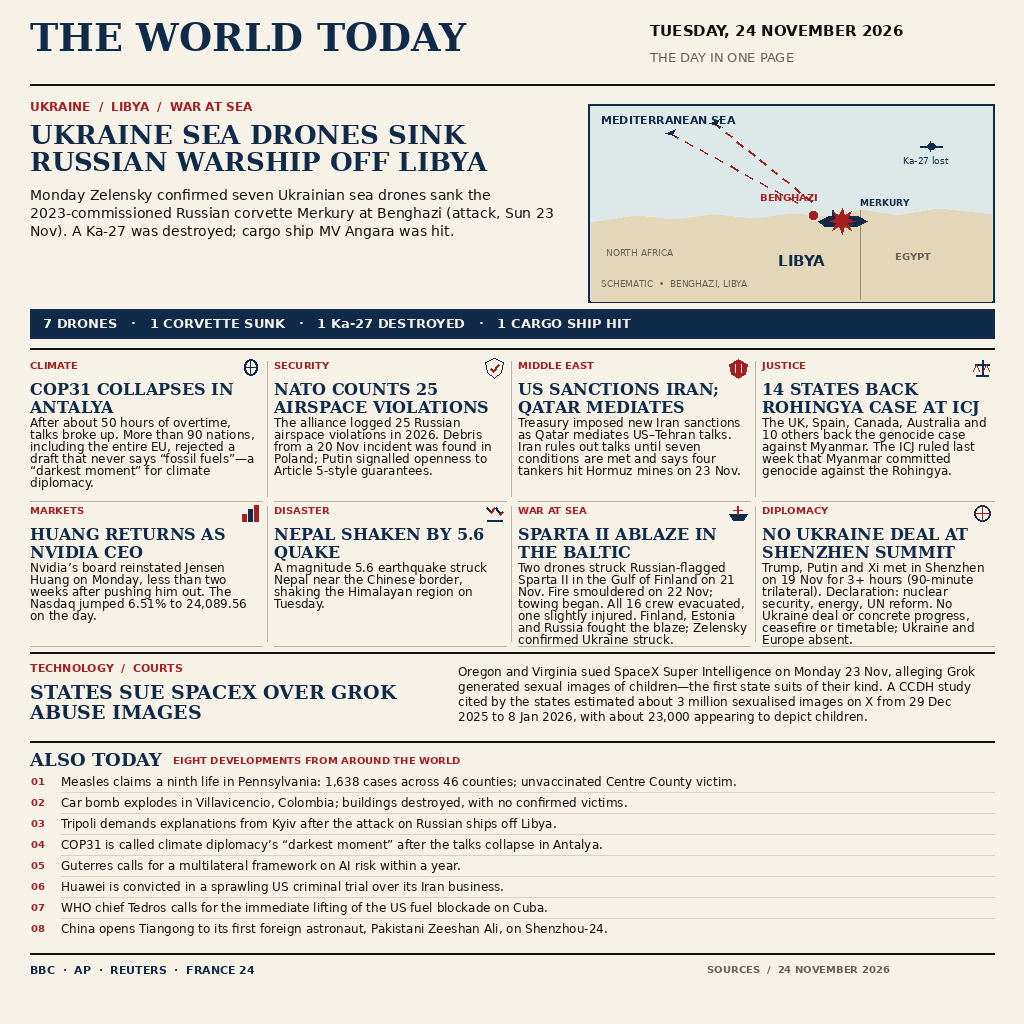 THE WORLD TODAY
TUESDAY, 24 NOVEMBER 2026
THE DAY IN ONE PAGE
UKRAINE / LIBYA / WAR AT SEA
UKRAINE SEA DRONES SINK
RUSSIAN WARSHIP OFF LIBYA
Monday Zelensky confirmed seven Ukrainian sea drones sank the
2023-commissioned Russian corvette Merkury at Benghazi (attack, Sun 23
Nov). A Ka-27 was destroyed; cargo ship MV Angara was hit.
MEDITERRANEAN SEA
Ka-27 lost
BENGHAZI
MERKURY
NORTH AFRICA
LIBYA
EGYPT
SCHEMATIC • BENGHAZI, LIBYA
7 DRONES · 1 CORVETTE SUNK · 1 Ka-27 DESTROYED · 1 CARGO SHIP HIT
CLIMATE
COP31 COLLAPSES IN
ANTALYA
After about 50 hours of overtime,
talks broke up. More than 90 nations,
including the entire EU, rejected a
draft that never says “fossil fuels”—a
“darkest moment” for climate
diplomacy.
SECURITY
NATO COUNTS 25
AIRSPACE VIOLATIONS
The alliance logged 25 Russian
airspace violations in 2026. Debris
from a 20 Nov incident was found in
Poland; Putin signalled openness to
Article 5-style guarantees.
MIDDLE EAST
US SANCTIONS IRAN;
QATAR MEDIATES
Treasury imposed new Iran sanctions
as Qatar mediates US–Tehran talks.
Iran rules out talks until seven
conditions are met and says four
tankers hit Hormuz mines on 23 Nov.
JUSTICE
14 STATES BACK
ROHINGYA CASE AT ICJ
The UK, Spain, Canada, Australia and
10 others back the genocide case
against Myanmar. The ICJ ruled last
week that Myanmar committed
genocide against the Rohingya.
MARKETS
HUANG RETURNS AS
NVIDIA CEO
Nvidia’s board reinstated Jensen
Huang on Monday, less than two
weeks after pushing him out. The
Nasdaq jumped 6.51% to 24,089.56
on the day.
DISASTER
NEPAL SHAKEN BY 5.6
QUAKE
A magnitude 5.6 earthquake struck
Nepal near the Chinese border,
shaking the Himalayan region on
Tuesday.
WAR AT SEA
SPARTA II ABLAZE IN
THE BALTIC
Two drones struck Russian-flagged
Sparta II in the Gulf of Finland on 21
Nov. Fire smouldered on 22 Nov;
towing began. All 16 crew evacuated,
one slightly injured. Finland, Estonia
and Russia fought the blaze; Zelensky
confirmed Ukraine struck.
DIPLOMACY
NO UKRAINE DEAL AT
SHENZHEN SUMMIT
Trump, Putin and Xi met in Shenzhen
on 19 Nov for 3+ hours (90-minute
trilateral). Declaration: nuclear
security, energy, UN reform. No
Ukraine deal or concrete progress,
ceasefire or timetable; Ukraine and
Europe absent.
TECHNOLOGY / COURTS
STATES SUE SPACEX OVER GROK
ABUSE IMAGES
Oregon and Virginia sued SpaceX Super Intelligence on Monday 23 Nov, alleging Grok
generated sexual images of children—the first state suits of their kind. A CCDH study
cited by the states estimated about 3 million sexualised images on X from 29 Dec
2025 to 8 Jan 2026, with about 23,000 appearing to depict children.
ALSO TODAY EIGHT DEVELOPMENTS FROM AROUND THE WORLD
01 Measles claims a ninth life in Pennsylvania: 1,638 cases across 46 counties; unvaccinated Centre County victim.
02 Car bomb explodes in Villavicencio, Colombia; buildings destroyed, with no confirmed victims.
03 Tripoli demands explanations from Kyiv after the attack on Russian ships off Libya.
04 COP31 is called climate diplomacy’s “darkest moment” after the talks collapse in Antalya.
05 Guterres calls for a multilateral framework on AI risk within a year.
06 Huawei is convicted in a sprawling US criminal trial over its Iran business.
07 WHO chief Tedros calls for the immediate lifting of the US fuel blockade on Cuba.
08 China opens Tiangong to its first foreign astronaut, Pakistani Zeeshan Ali, on Shenzhou-24.
BBC · AP · REUTERS · FRANCE 24
SOURCES / 24 NOVEMBER 2026